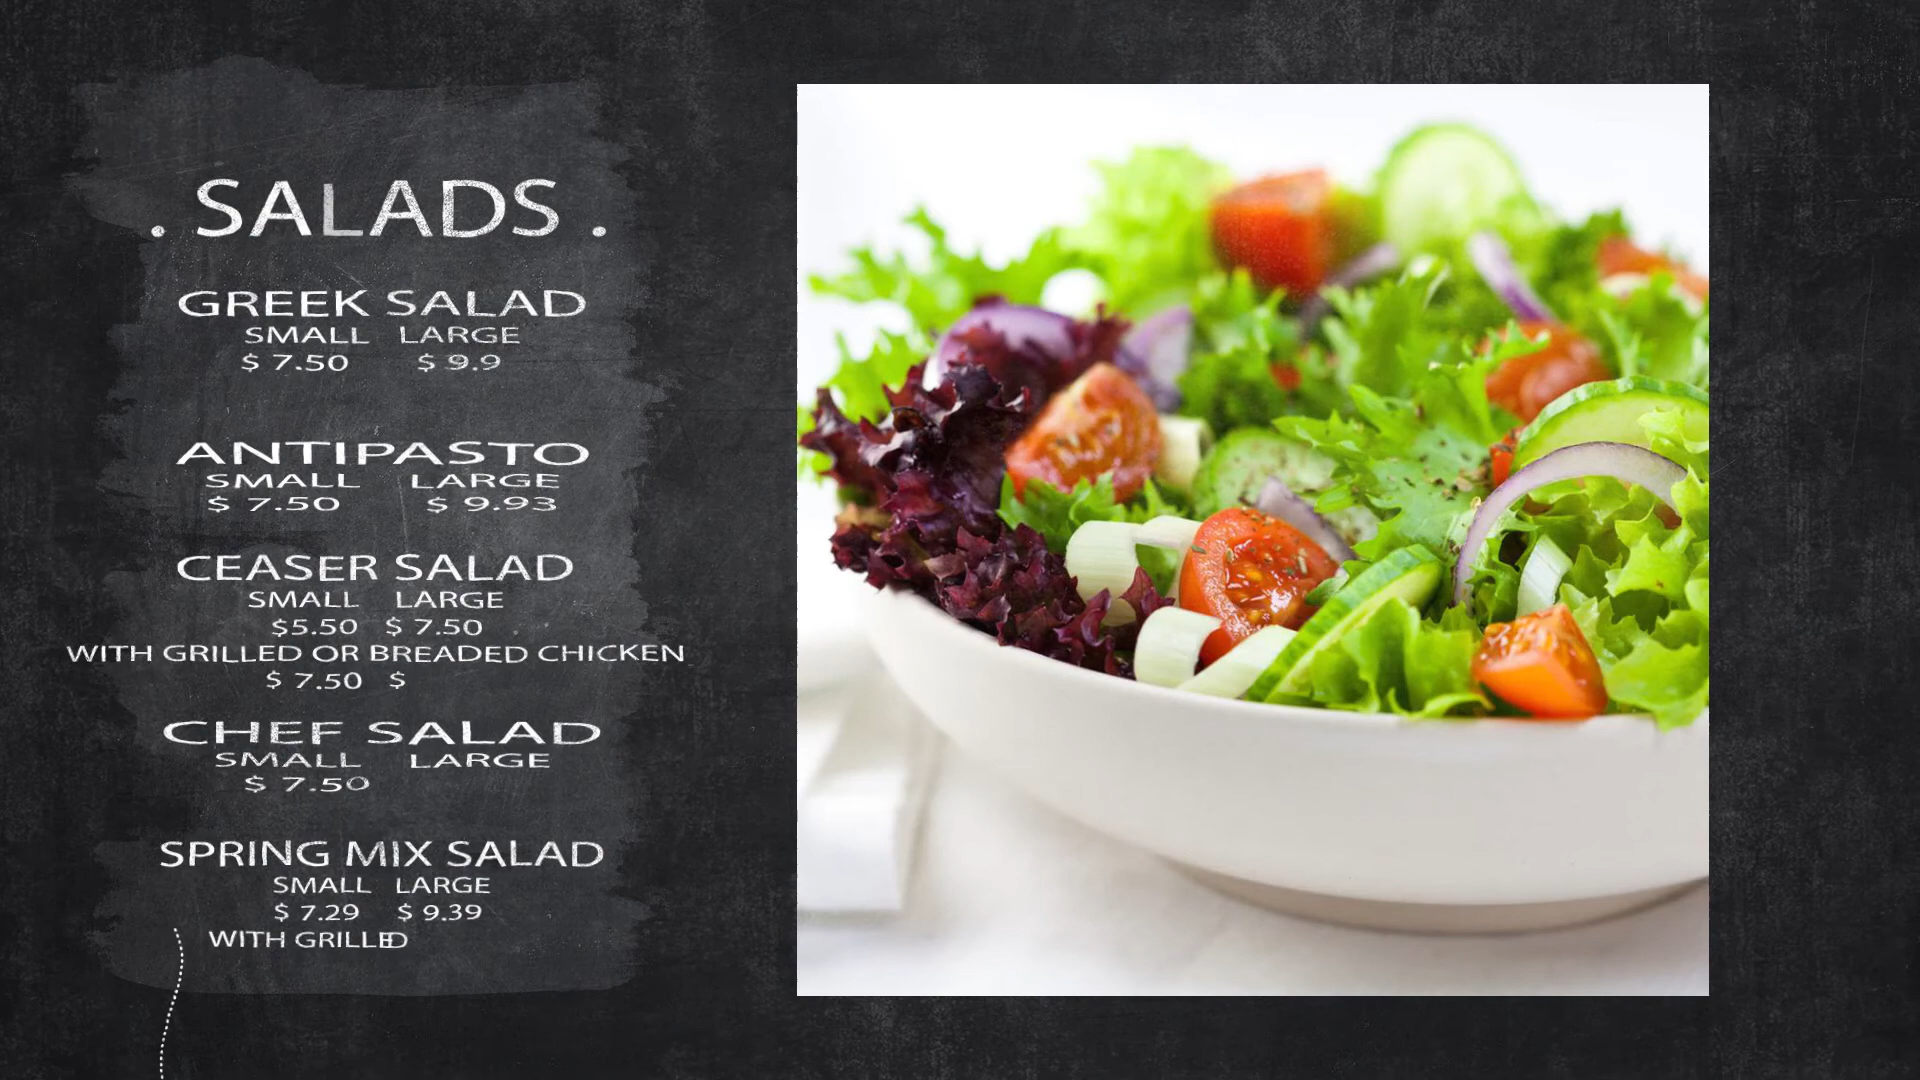 . SALADS .
GREEK SALAD
SMALL LARGE
$ 7.50 $ 9.9
ANTIPASTO
SMALL LARGE
$ 7.50 $ 9.93
CEASER SALAD
SMALL LARGE
$5.50 $ 7.50
WITH GRILLED OR BREADED CHICKEN
$ 7.50 $
CHEF SALAD
SMALL LARGE
$ 7.50
SPRING MIX SALAD
SMALL LARGE
$ 7.29 $ 9.39
WITH GRILLED